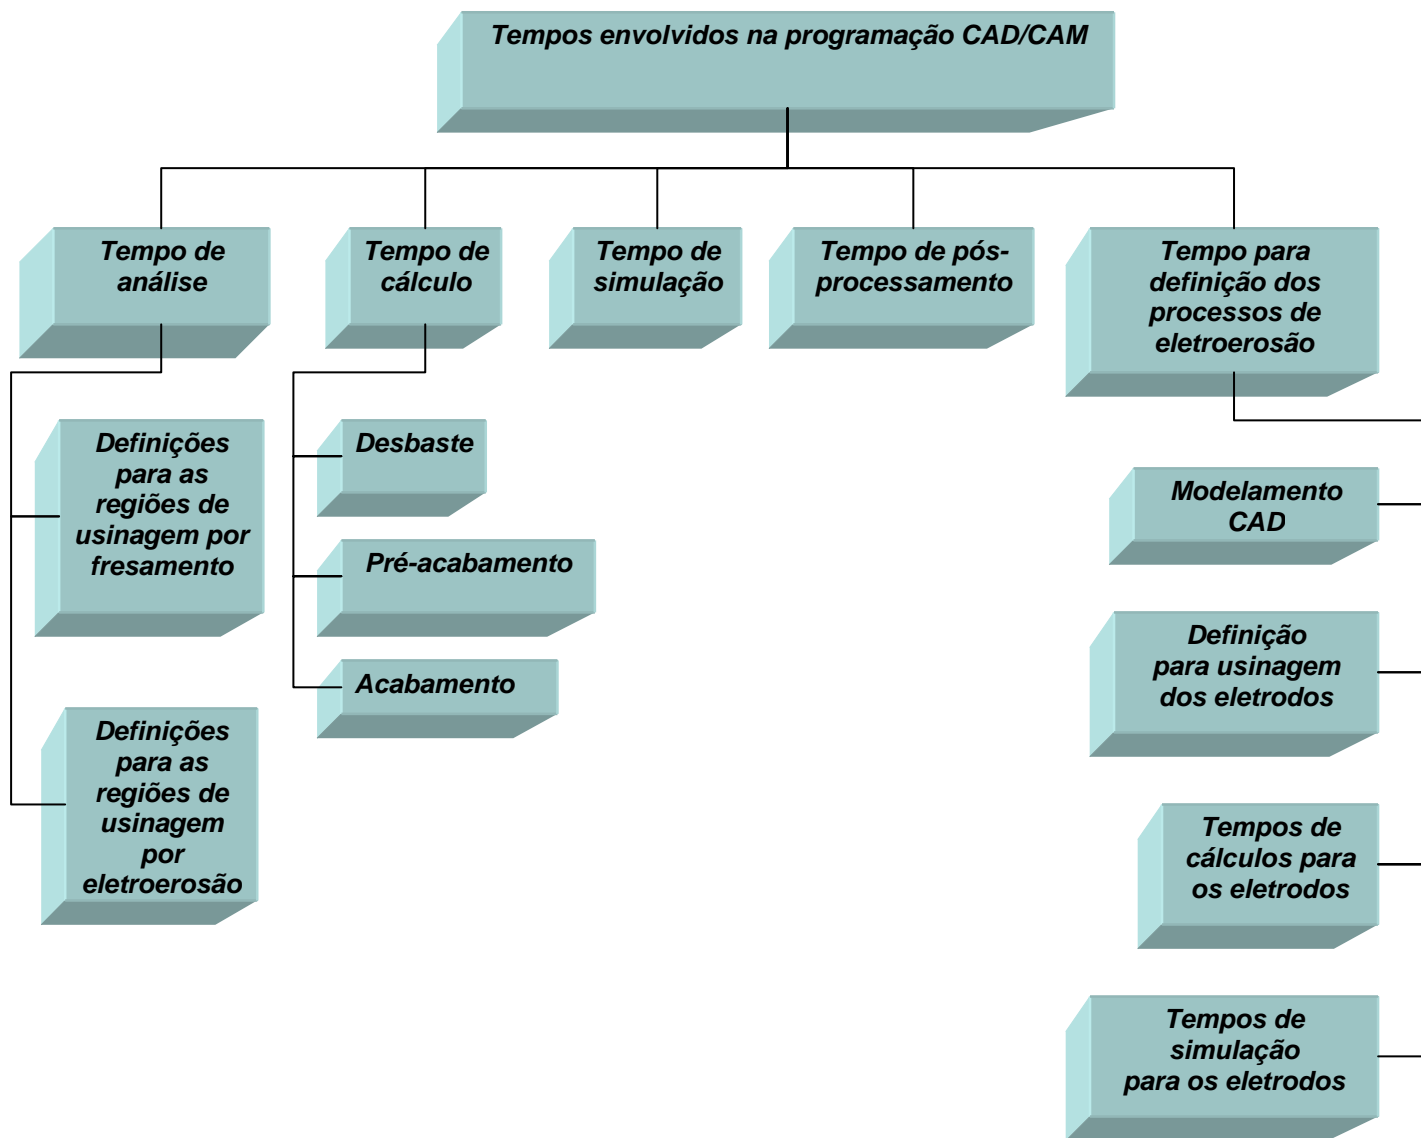 Tempos envolvidos na programação CAD/CAM
Tempo de
análise
Tempo de
cálculo
Tempo de
simulação
Tempo de pós-
processamento
Tempo para
definição dos
processos de
eletroerosão
Definições
para as
regiões de
usinagem por
fresamento
Definições
para as
regiões de
usinagem
por
eletroerosão
Desbaste
Pré-acabamento
Acabamento
Modelamento
CAD
Definição
para usinagem
dos eletrodos
Tempos de
cálculos para
os eletrodos
Tempos de
simulação
para os eletrodos